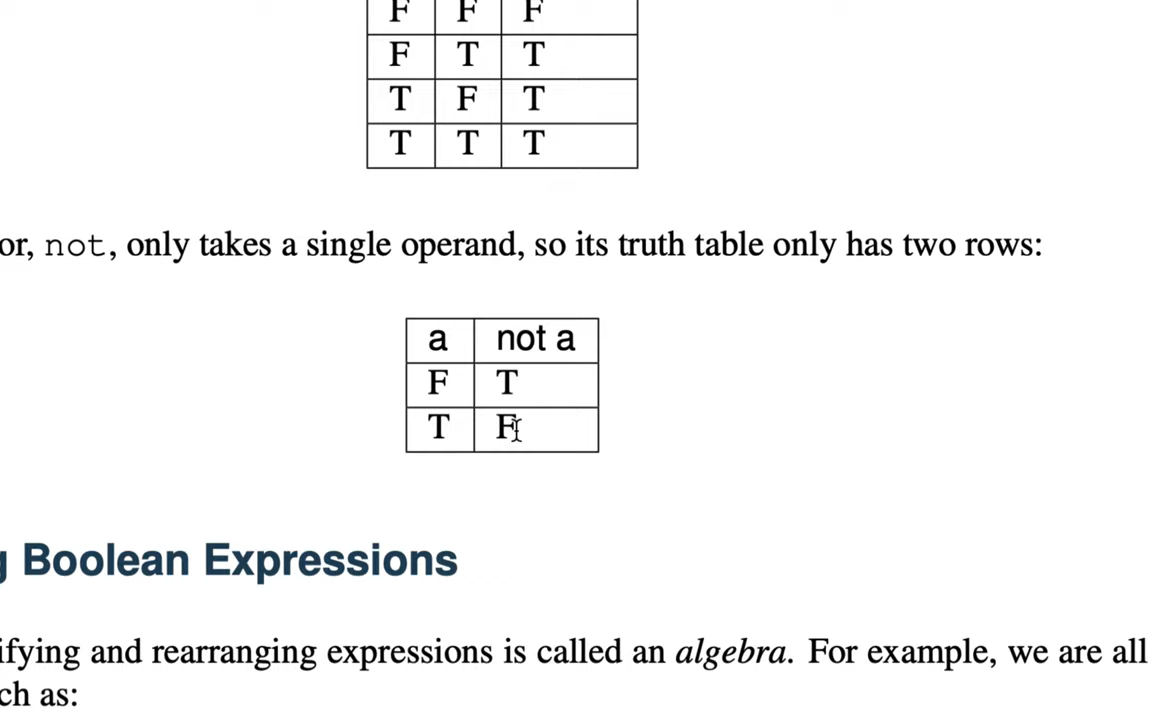 F F F
F T T
T F T
T T T
or, not, only takes a single operand, so its truth table only has two rows:
a not a
F T
T F
Boolean Expressions
ifying and rearranging expressions is called an algebra. For example, we are all
ch as: